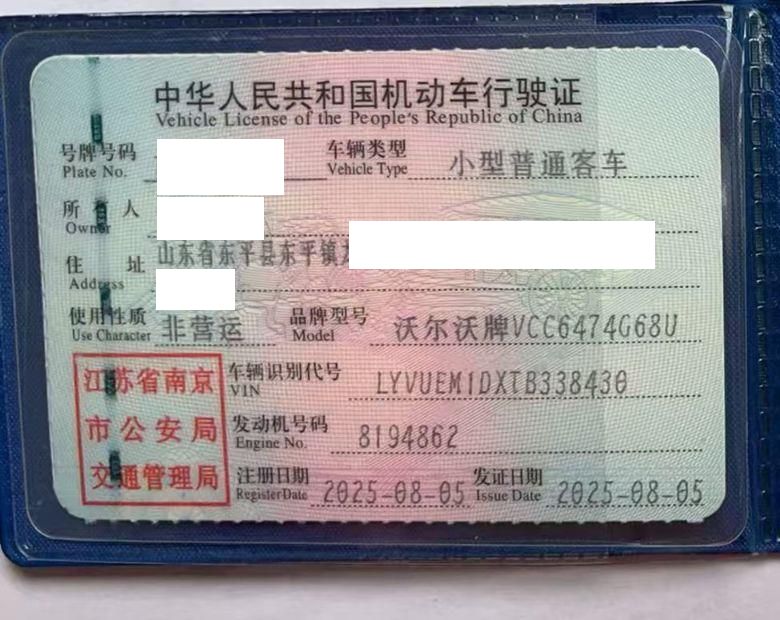 中华人民共和国机动车行驶证
Vehicle License of the People's Republic of China
号牌号码 车辆类型 小型普通客车
Plate No. Vehicle Type
所有人
Owner
住址 山东省东平县东平镇
Address
使用性质 非营运 品牌型号 沃尔沃牌VCC6474G68U
Use Character Model
江苏省南京
市公安局
交通管理局
车辆识别代号 LYVUEM1DXTB338430
VIN
发动机号码 8194862
Engine No.
注册日期 2025-08-05 发证日期 2025-08-05
Register Date Issue Date